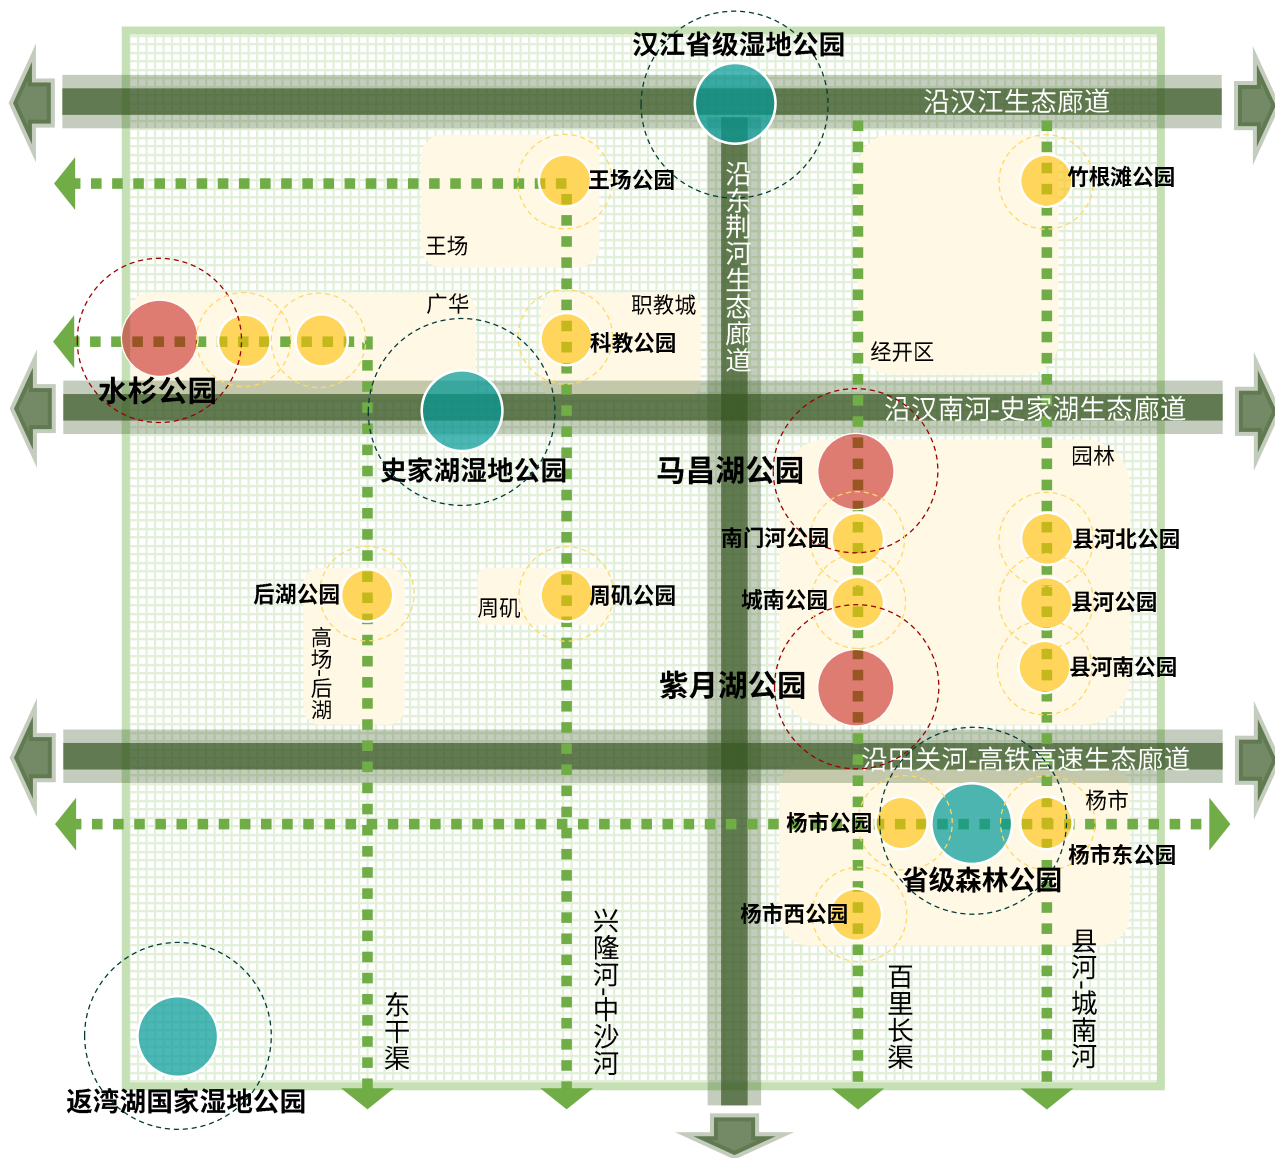 汉江省级湿地公园
沿汉江生态廊道
王场公园
竹根滩公园
沿东荆河生态廊道
王场
广华
职教城
科教公园
经开区
水杉公园
沿汉南河-史家湖生态廊道
史家湖湿地公园
马昌湖公园
园林
南门河公园
县河北公园
后湖公园
周矶
周矶公园
城南公园
县河公园
高场-后湖
紫月湖公园
县河南公园
沿田关河-高铁高速生态廊道
杨市
杨市公园
杨市东公园
省级森林公园
杨市西公园
兴隆河-中沙河
县河-城南河
百里长渠
东干渠
返湾湖国家湿地公园